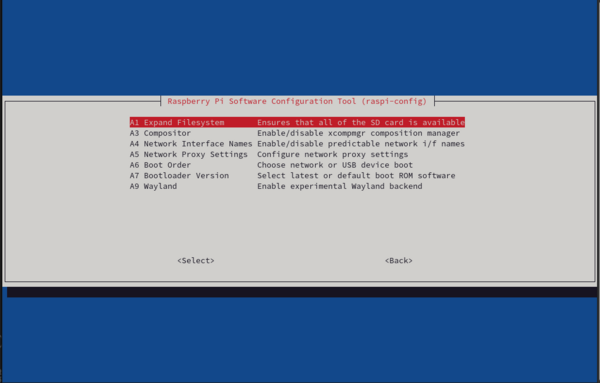 Raspberry Pi Software Configuration Tool (raspi-config)
A1 Expand Filesystem Ensures that all of the SD card is available
A3 Compositor Enable/disable xcompmgr composition manager
A4 Network Interface Names Enable/disable predictable network i/f names
A5 Network Proxy Settings Configure network proxy settings
A6 Boot Order Choose network or USB device boot
A7 Bootloader Version Select latest or default boot ROM software
A9 Wayland Enable experimental Wayland backend
<Select> <Back>